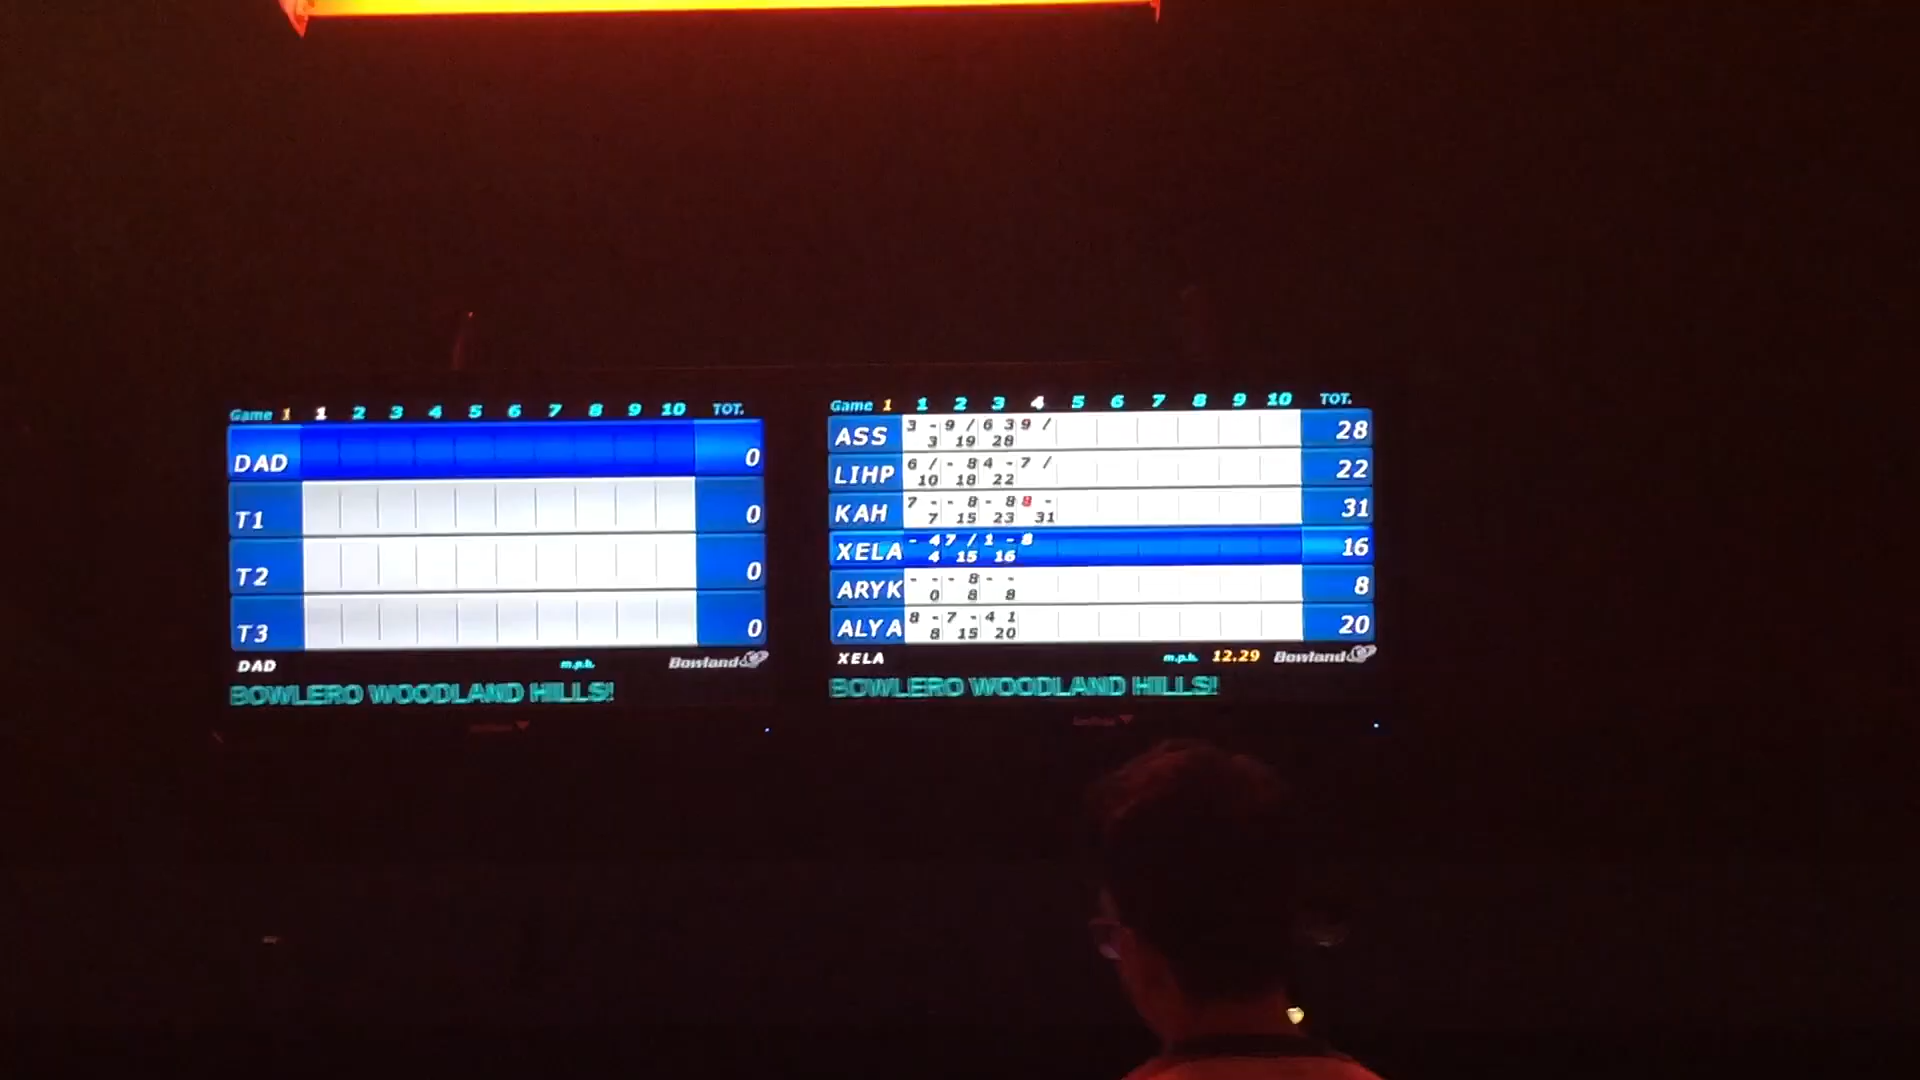 Game 1 1 2 3 4 5 6 7 8 9 10 TOT.
DAD 0
T1 0
T2 0
T3 0
DAD m.p.h. Bowland
BOWLERO WOODLAND HILLS!
Game 1 1 2 3 4 5 6 7 8 9 10 TOT.
ASS 3 - 9 / 6 3 9 / 28
3 19 28
LIHP 6 / - 8 4 - 7 / 22
10 18 22
KAH 7 - - 8 - 8 8 - 31
7 15 23 31
XELA - 4 7 / 1 - 8 16
4 15 16
ARYK - - - 8 - - 8
0 8 8
ALYA 8 - 7 - 4 1 20
8 15 20
XELA m.p.h. 12.29 Bowland
BOWLERO WOODLAND HILLS!